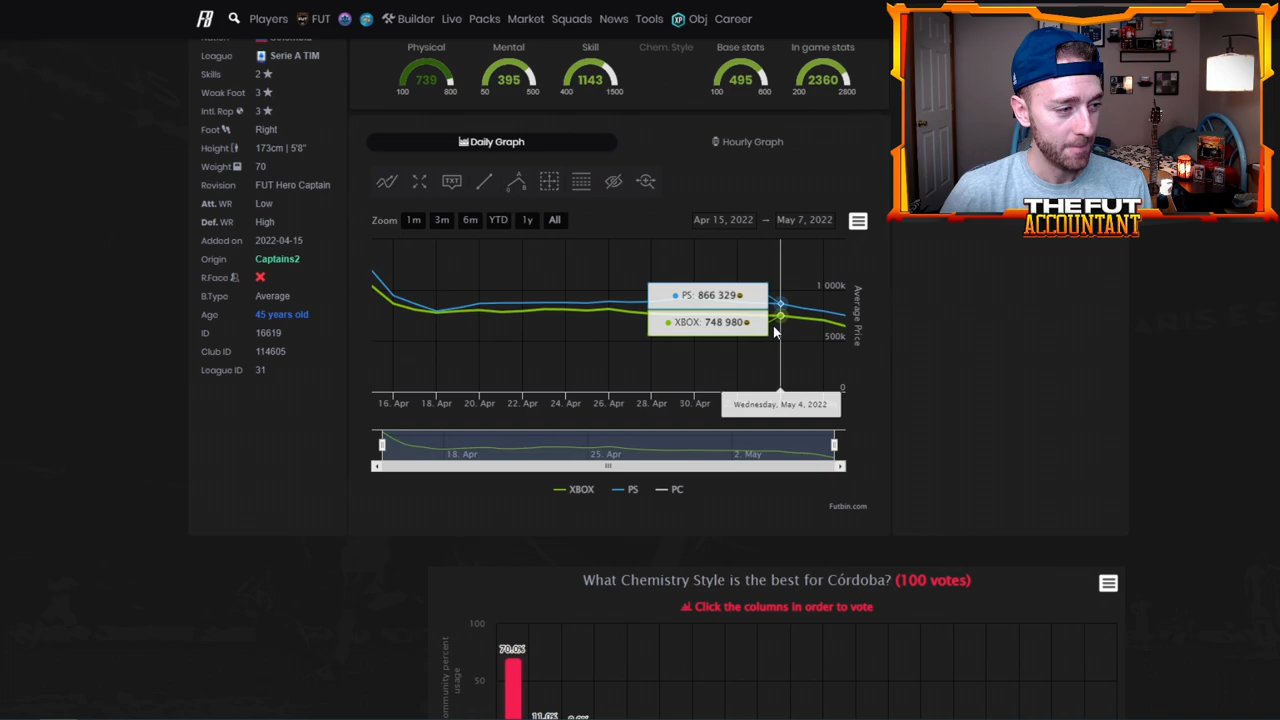 Players FUT Builder Live Packs Market Squads News Tools XP Obj Career
League Serie A TIM
Skills 2★
Weak Foot 3★
Intl. Rep 3★
Foot Right
Height 173cm | 5'8"
Weight 70
Revision FUT Hero Captain
Att. WR Low
Def. WR High
Added on 2022-04-15
Origin Captains2
R.Face
B.Type Average
Age 45 years old
ID 16619
Club ID 114605
League ID 31
Physical Mental Skill Chem. Style Base stats In game stats
739 395 1143 495 2360
100 800 50 500 400 1500 100 600 200 2800
Daily Graph Hourly Graph
TXT
Zoom 1m 3m 6m YTD 1y All Apr 15, 2022 → May 7, 2022
1 000k
500k
0
Average Price
PS: 866 329
XBOX: 748 980
16. Apr 18. Apr 20. Apr 22. Apr 24. Apr 26. Apr 28. Apr 30. Apr
Wednesday, May 4, 2022
18. Apr 25. Apr 2. May
XBOX PS PC
Futbin.com
What Chemistry Style is the best for Córdoba? (100 votes)
Click the columns in order to vote
100
50
usage
70.0%
11.0%
THE FUT
ACCOUNTANT